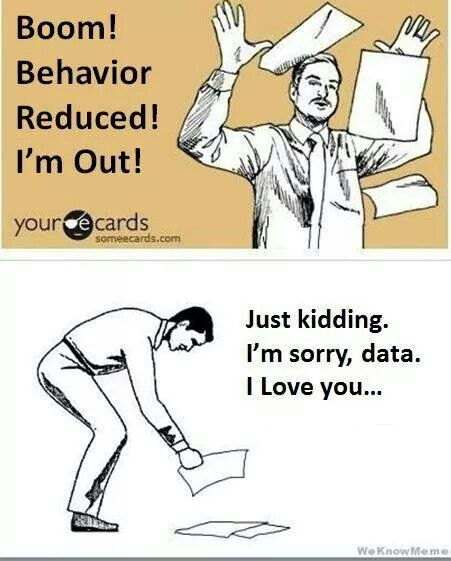 Boom!
Behavior
Reduced!
I'm Out!
your e cards
someecards.com
Just kidding.
I'm sorry, data.
I Love you...
WeKnowMeme